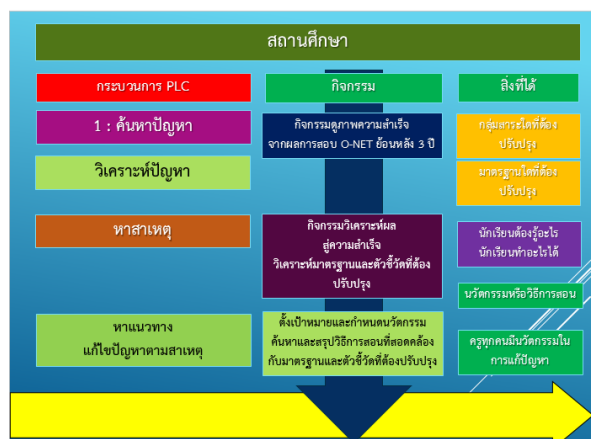 สถานศึกษา
กระบวนการ PLC
กิจกรรม
สิ่งที่ได้
1 : ค้นหาปัญหา
กิจกรรมดูภาพความสำเร็จ
จากผลการสอบ O-NET ย้อนหลัง 3 ปี
กลุ่มสาระใดที่ต้อง
ปรับปรุง
วิเคราะห์ปัญหา
มาตรฐานใดที่ต้อง
ปรับปรุง
หาสาเหตุ
กิจกรรมวิเคราะห์ผล
สู่ความสำเร็จ
วิเคราะห์มาตรฐานและตัวชี้วัดที่ต้อง
ปรับปรุง
นักเรียนต้องรู้อะไร
นักเรียนทำอะไรได้
นวัตกรรมหรือวิธีการสอน
หาแนวทาง
แก้ไขปัญหาตามสาเหตุ
ตั้งเป้าหมายและกำหนดนวัตกรรม
ค้นหาและสรุปวิธีการสอนที่สอดคล้อง
กับมาตรฐานและตัวชี้วัดที่ต้องปรับปรุง
ครูทุกคนมีนวัตกรรมใน
การแก้ปัญหา